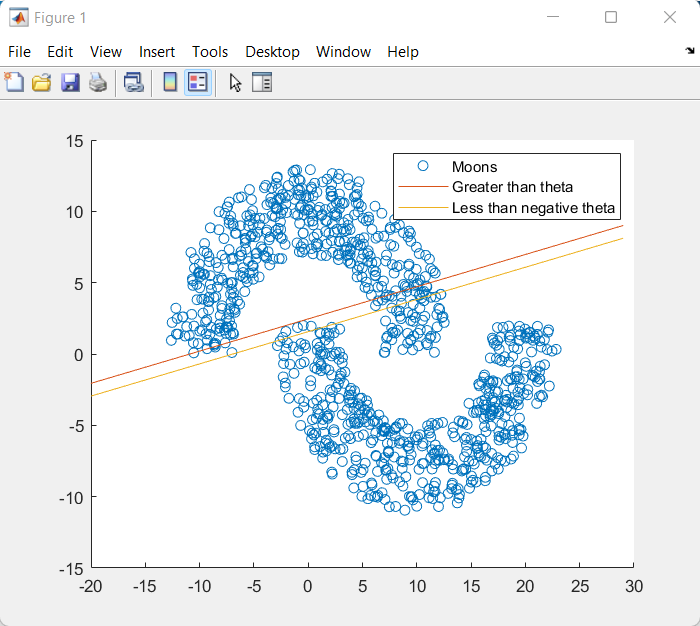 Figure 1
File Edit View Insert Tools Desktop Window Help
Moons
Greater than theta
Less than negative theta
15
10
5
0
-5
-10
-15
-20 -15 -10 -5 0 5 10 15 20 25 30